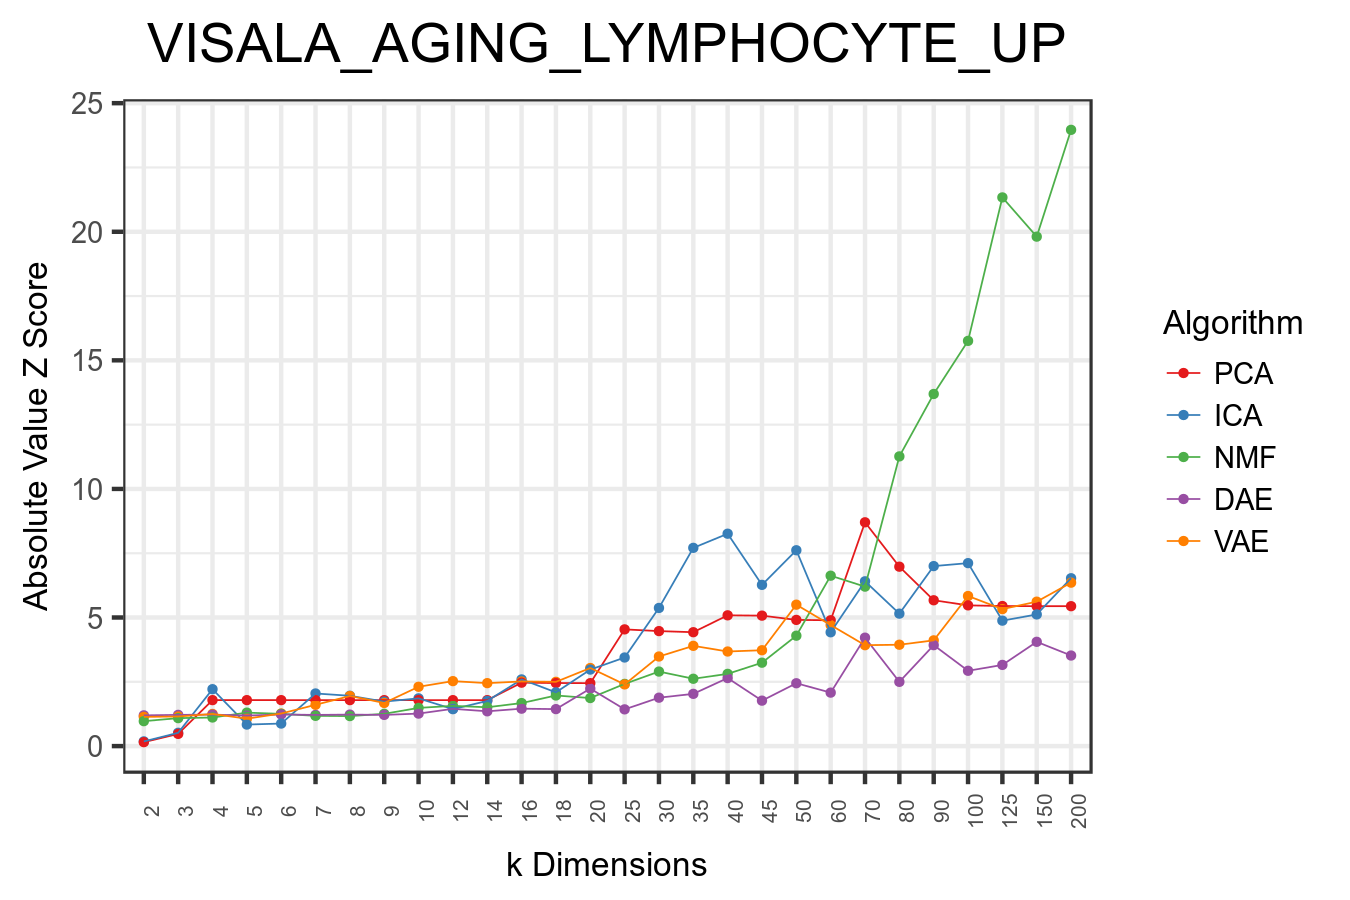 VISALA_AGING_LYMPHOCYTE_UP
Absolute Value Z Score
25
20
15
10
5
0
2 3 4 5 6 7 8 9 10 12 14 16 18 20 25 30 35 40 45 50 60 70 80 90 100 125 150 200
k Dimensions
Algorithm
PCA
ICA
NMF
DAE
VAE